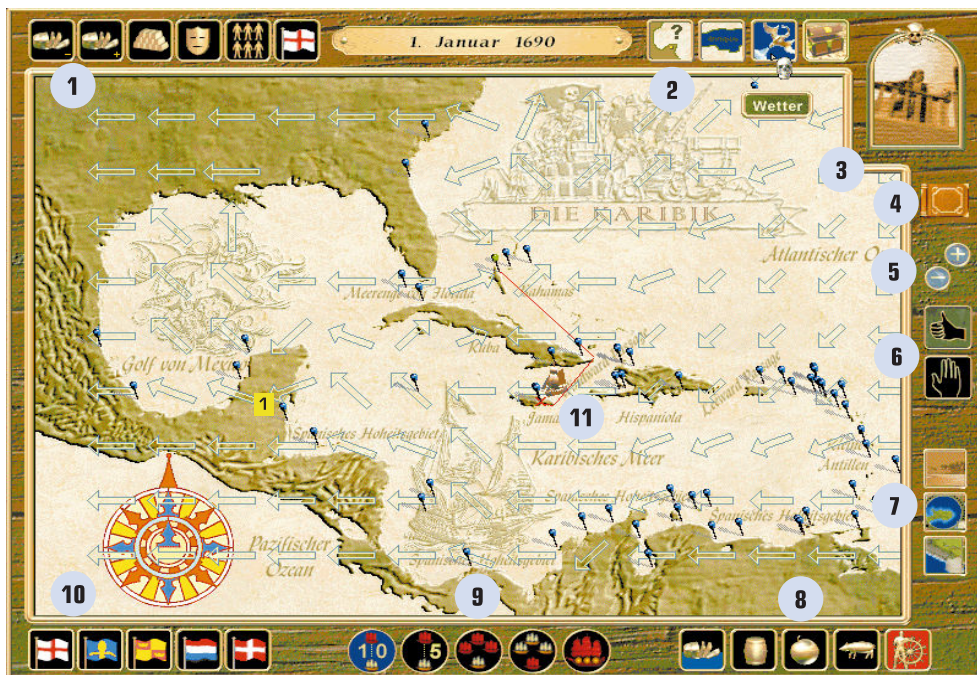 1. Januar 1690
?
1
2
Wetter
3
DIE KARIBIK
4
Atlantischer O
5
Meerenge von Florida
Bahamas
Kuba
Golf von Mexiko
6
1
11
Jama
Hispaniola
Spanisches Hoheitsgebiet
Karibisches Meer
Antillen
Spanisches Hoheitsgebiet
Spanisches Hoheitsgebiet
7
Pazifischer
Ozean
Spanisches Hoheitsgebiet
10
9
8
10
5